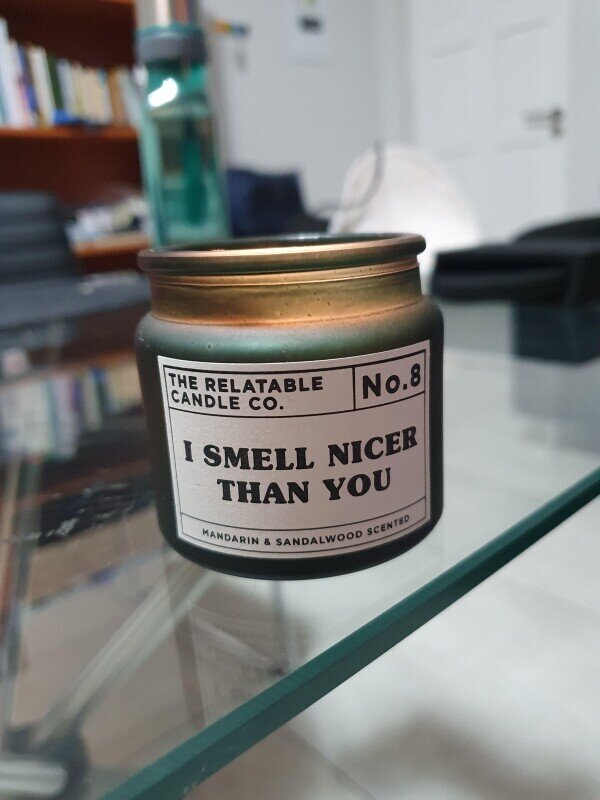 THE RELATABLE
CANDLE CO.
No.8
I SMELL NICER
THAN YOU
MANDARIN & SANDALWOOD SCENTED